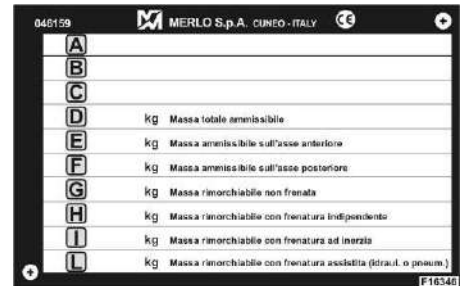 046159 MERLO S.p.A. CUNEO - ITALY CE
A
B
C
D kg Massa totale ammissibile
E kg Massa ammissibile sull'asse anteriore
F kg Massa ammissibile sull'asse posteriore
G kg Massa rimorchiabile non frenata
H kg Massa rimorchiabile con frenatura indipendente
I kg Massa rimorchiabile con frenatura ad inerzia
L kg Massa rimorchiabile con frenatura assistita (idraul. o pneum.)
F16346